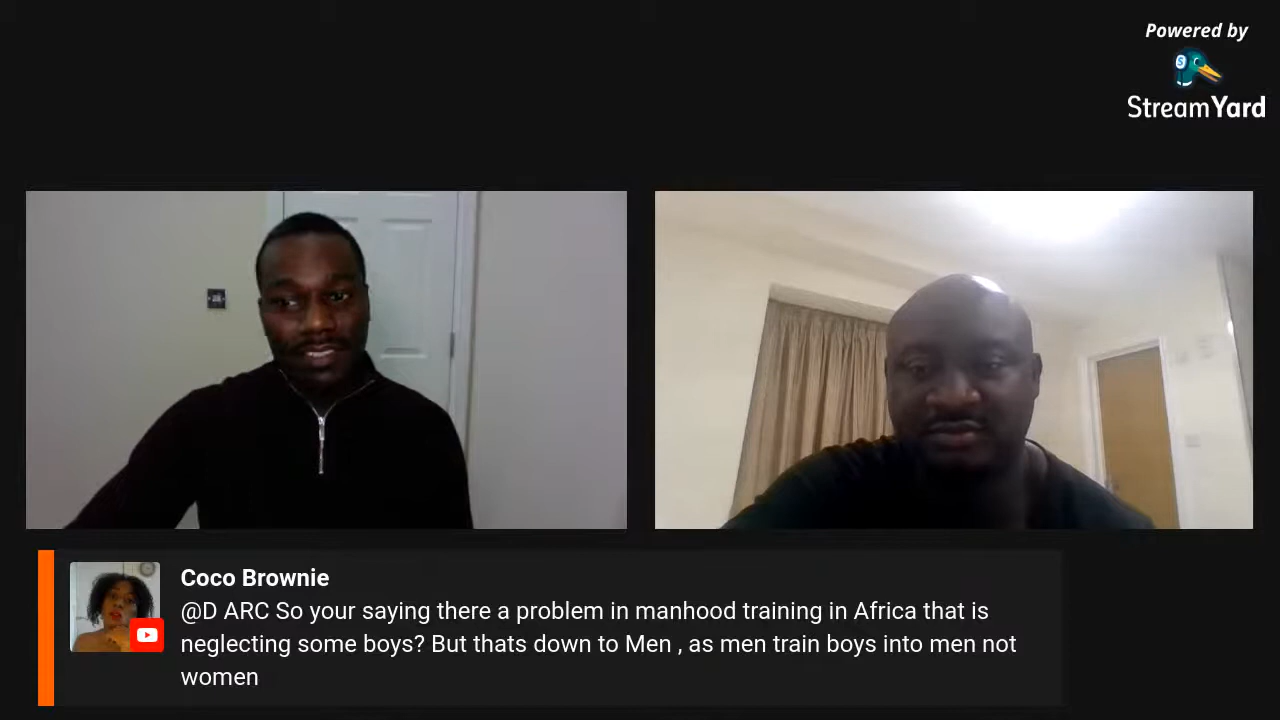 Powered by
StreamYard
Coco Brownie
@D ARC So your saying there a problem in manhood training in Africa that is
neglecting some boys? But thats down to Men , as men train boys into men not
women